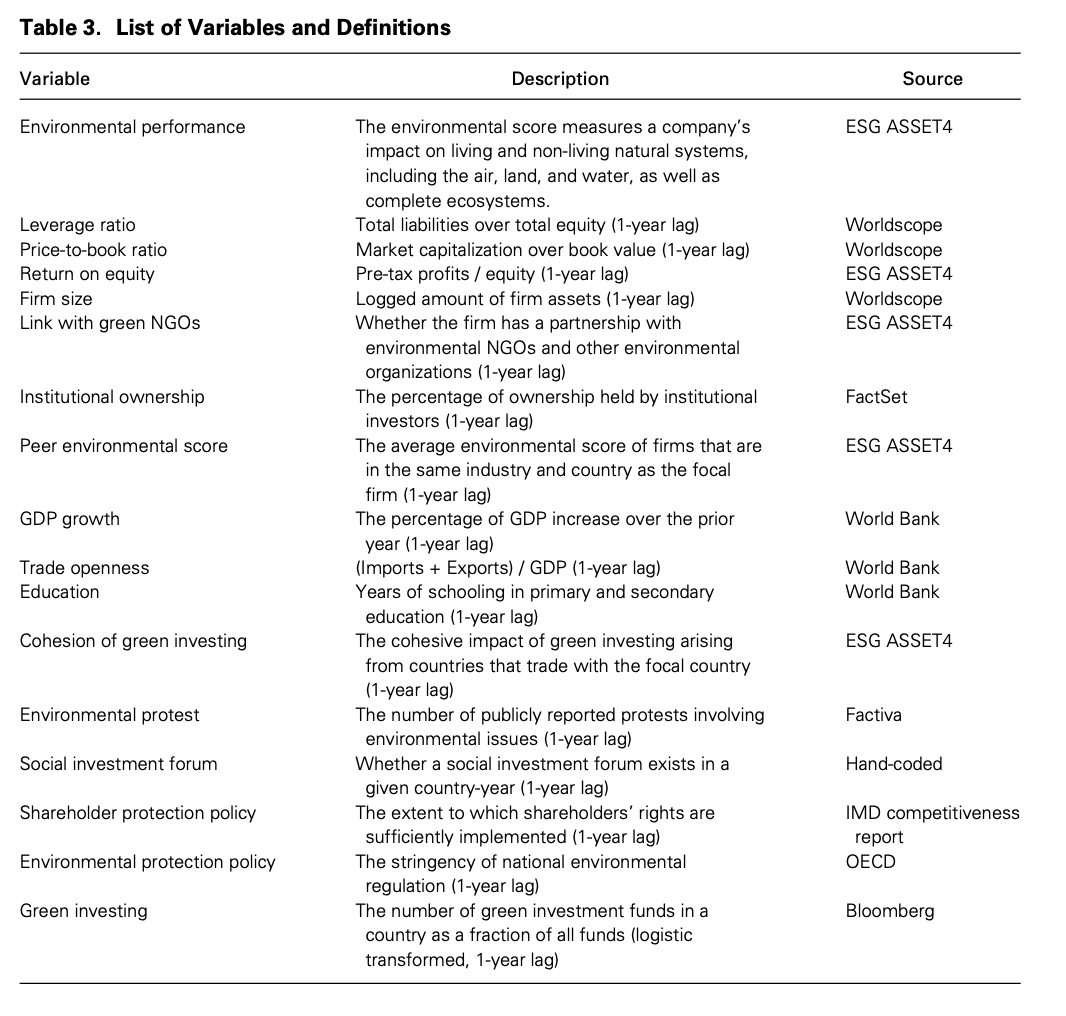 Table 3. List of Variables and Definitions
Variable Description Source
Environmental performance The environmental score measures a company's ESG ASSET4
impact on living and non-living natural systems,
including the air, land, and water, as well as
complete ecosystems.
Leverage ratio Total liabilities over total equity (1-year lag) Worldscope
Price-to-book ratio Market capitalization over book value (1-year lag) Worldscope
Return on equity Pre-tax profits / equity (1-year lag) ESG ASSET4
Firm size Logged amount of firm assets (1-year lag) Worldscope
Link with green NGOs Whether the firm has a partnership with ESG ASSET4
environmental NGOs and other environmental
organizations (1-year lag)
Institutional ownership The percentage of ownership held by institutional FactSet
investors (1-year lag)
Peer environmental score The average environmental score of firms that are ESG ASSET4
in the same industry and country as the focal
firm (1-year lag)
GDP growth The percentage of GDP increase over the prior World Bank
year (1-year lag)
Trade openness (Imports + Exports) / GDP (1-year lag) World Bank
Education Years of schooling in primary and secondary World Bank
education (1-year lag)
Cohesion of green investing The cohesive impact of green investing arising ESG ASSET4
from countries that trade with the focal country
(1-year lag)
Environmental protest The number of publicly reported protests involving Factiva
environmental issues (1-year lag)
Social investment forum Whether a social investment forum exists in a Hand-coded
given country-year (1-year lag)
Shareholder protection policy The extent to which shareholders' rights are IMD competitiveness
sufficiently implemented (1-year lag) report
Environmental protection policy The stringency of national environmental OECD
regulation (1-year lag)
Green investing The number of green investment funds in a Bloomberg
country as a fraction of all funds (logistic
transformed, 1-year lag)